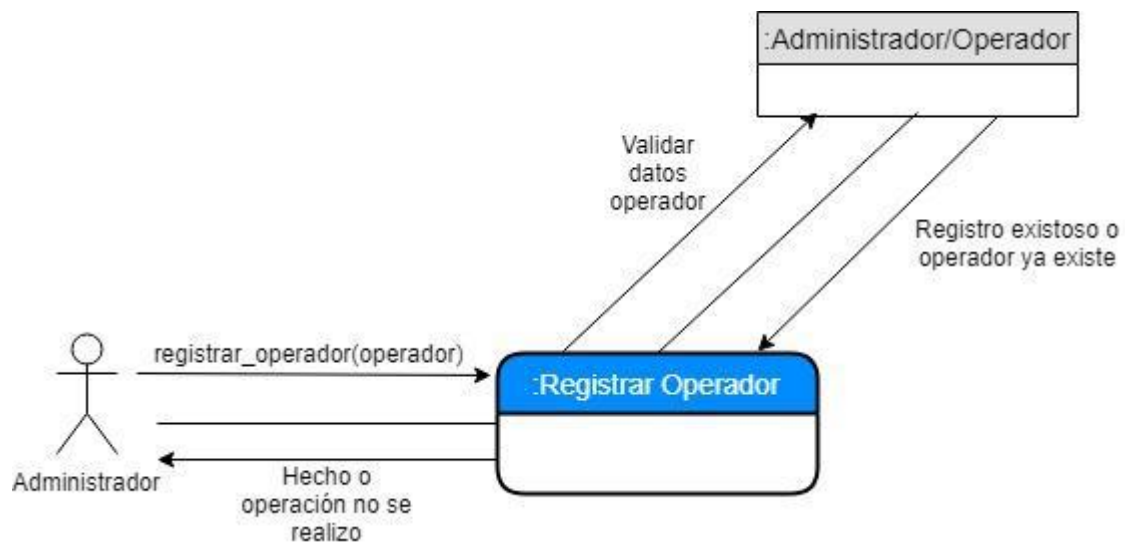 :Administrador/Operador
Validar
datos
operador
Registro existoso o
operador ya existe
registrar_operador(operador)
:Registrar Operador
Administrador
Hecho o
operación no se
realizo